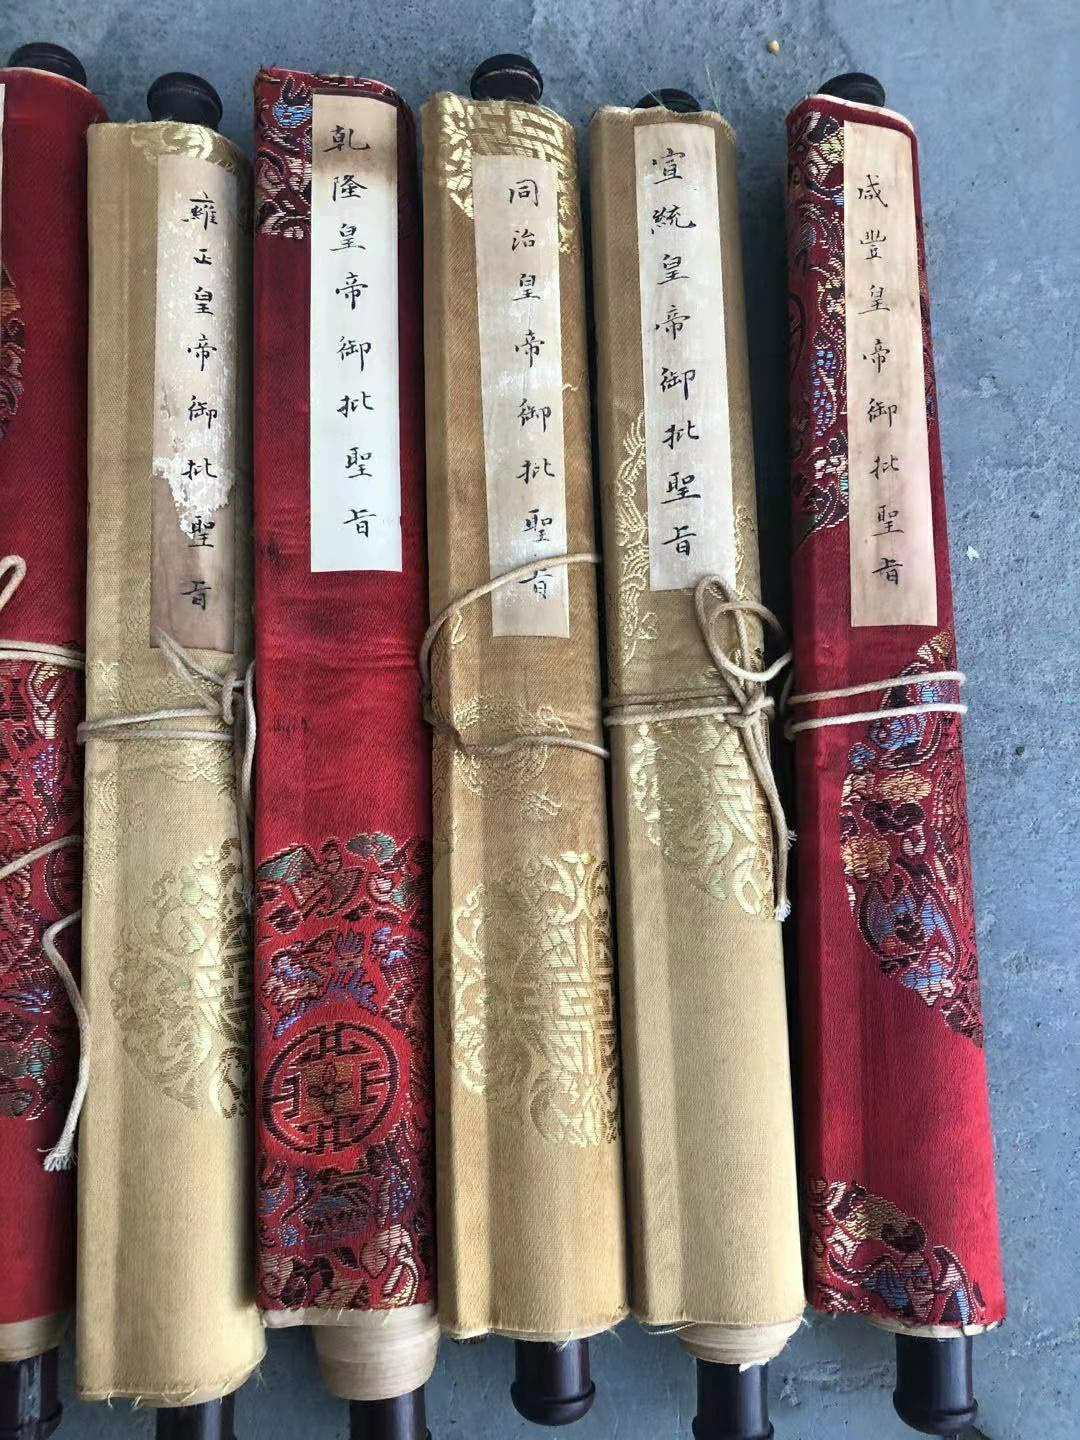 雍正皇帝御批聖旨
乾隆皇帝御批聖旨
同治皇帝御批聖旨
宣統皇帝御批聖旨
咸豐皇帝御批聖旨